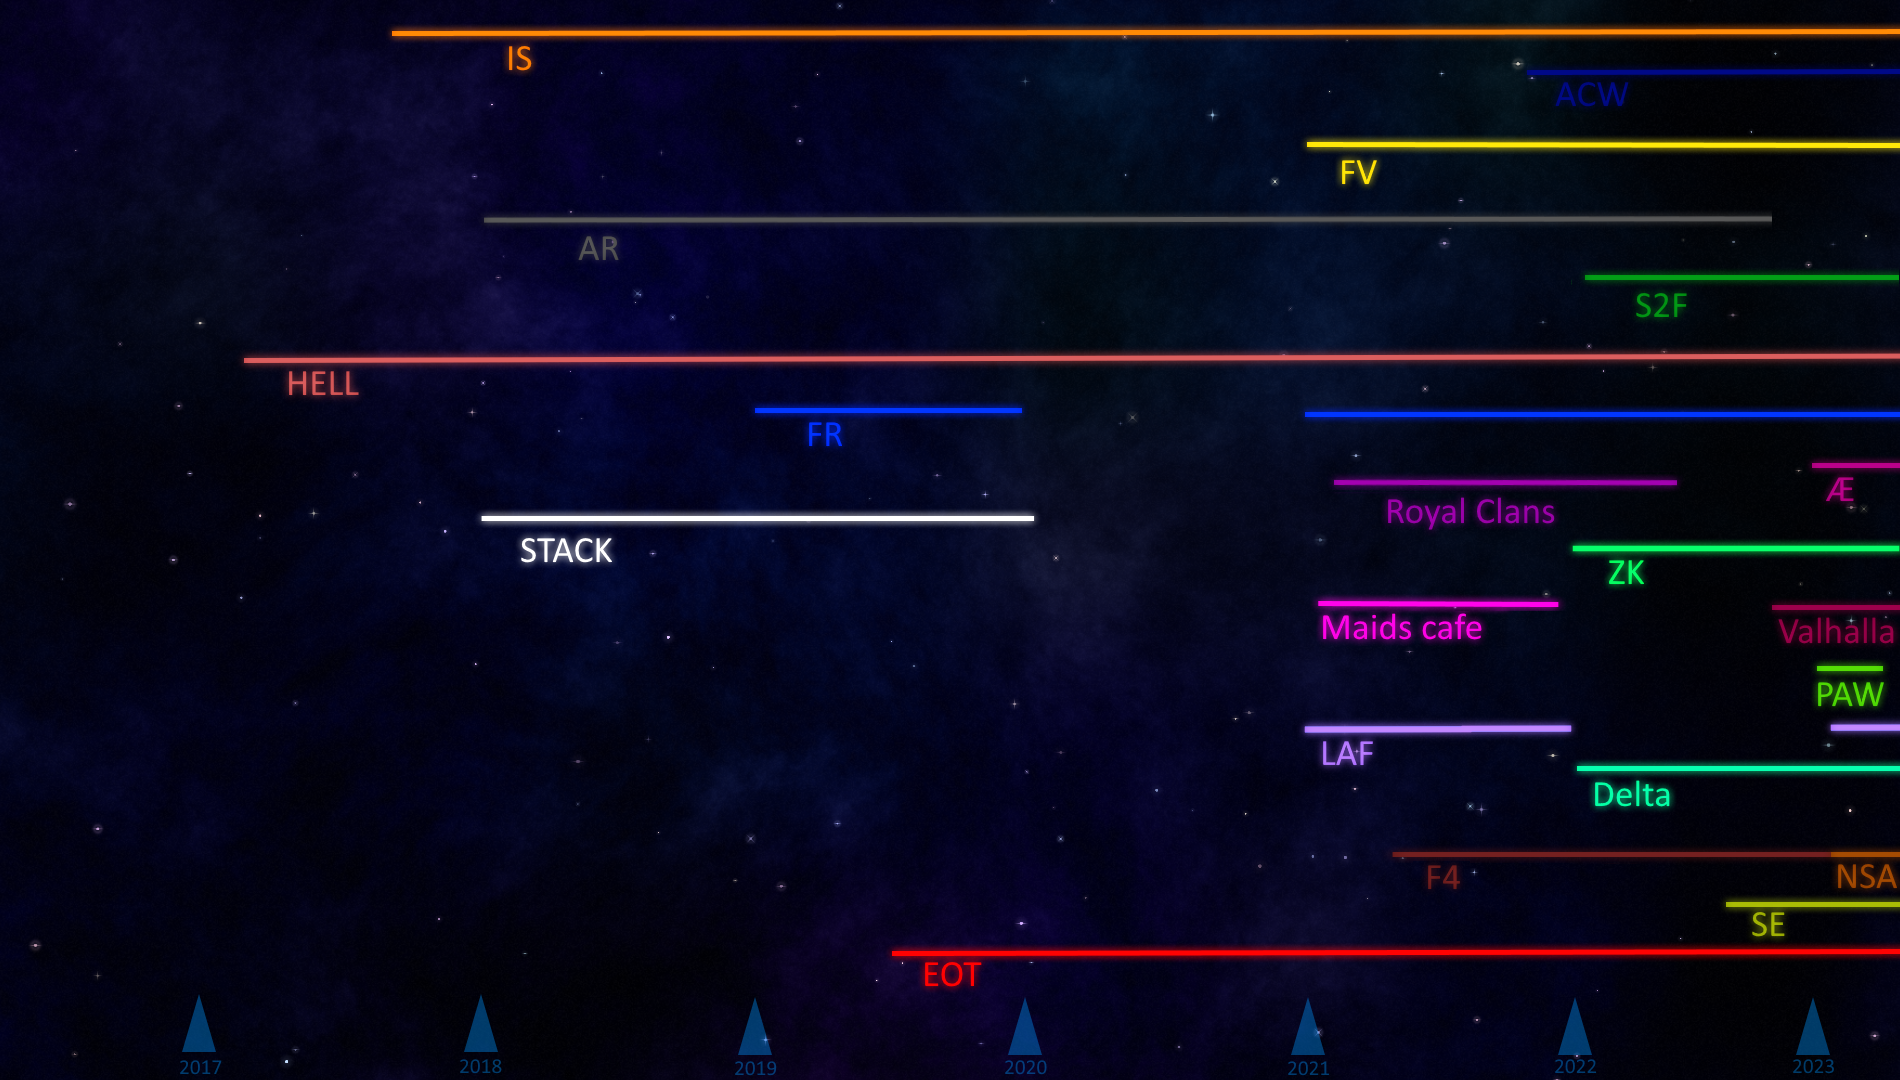 IS
ACW
FV
AR
S2F
HELL
FR
Æ
Royal Clans
STACK
ZK
Maids cafe
Valhalla
PAW
LAF
Delta
F4
NSA
SE
EOT
2017
2018
2019
2020
2021
2022
2023